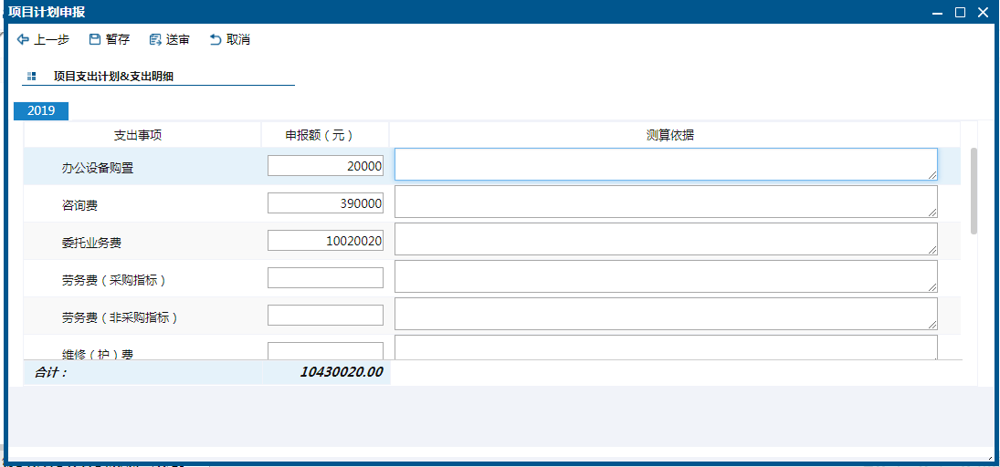 项目计划申报
上一步 暂存 送审 取消
项目支出计划&支出明细
2019
支出事项 申报额（元） 测算依据
办公设备购置 20000
咨询费 390000
委托业务费 10020020
劳务费（采购指标）
劳务费（非采购指标）
维修（护）费
合计： 10430020.00